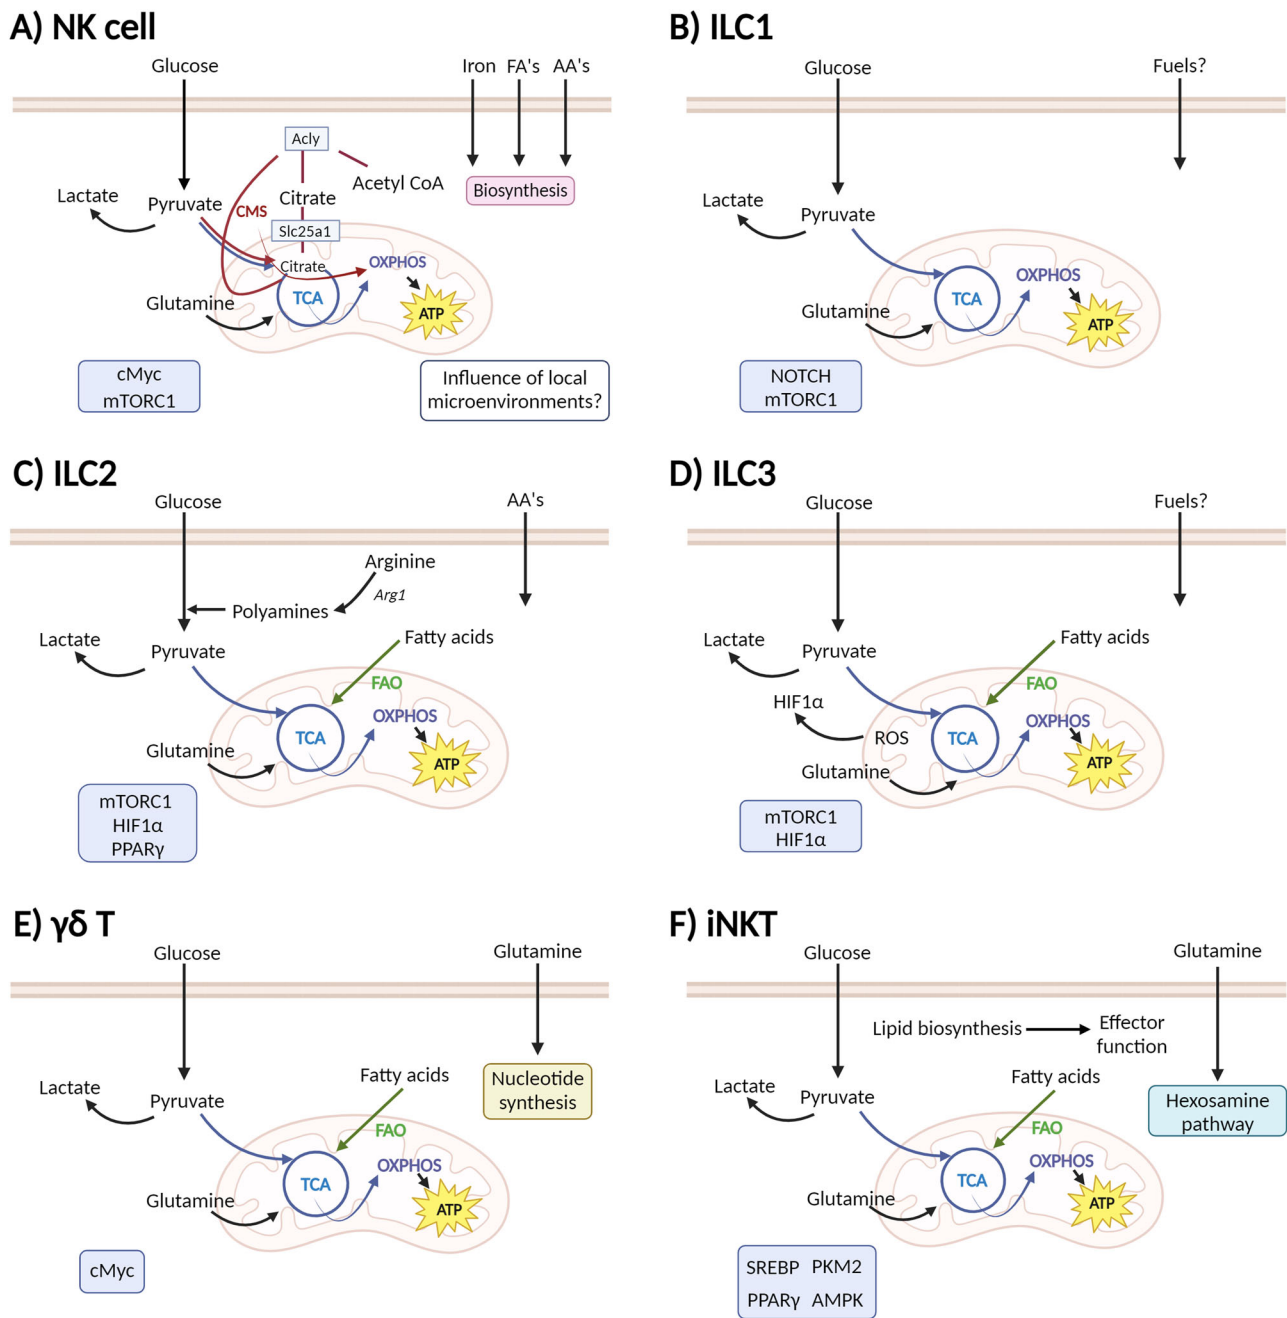 A) NK cell
Glucose
Iron FA's AA's
Acly
Acetyl CoA
Citrate
Lactate
Pyruvate
CMS
Slc25a1
Biosynthesis
Citrate
OXPHOS
Glutamine
TCA
ATP
cMyc
mTORC1
Influence of local
microenvironments?
B) ILC1
Glucose
Fuels?
Lactate
Pyruvate
OXPHOS
TCA
Glutamine
ATP
NOTCH
mTORC1
C) ILC2
Glucose
AA's
Arginine
Arg1
Polyamines
Lactate
Pyruvate
Fatty acids
FAO
OXPHOS
TCA
Glutamine
ATP
mTORC1
HIF1α
PPARγ
D) ILC3
Glucose
Fuels?
Lactate
Pyruvate
Fatty acids
FAO
HIF1α
ROS
OXPHOS
TCA
Glutamine
ATP
mTORC1
HIF1α
E) γδ T
Glucose
Glutamine
Nucleotide
synthesis
Lactate
Pyruvate
Fatty acids
FAO
OXPHOS
TCA
Glutamine
ATP
cMyc
F) iNKT
Glucose
Glutamine
Lipid biosynthesis
Effector
function
Lactate
Pyruvate
Fatty acids
Hexosamine
pathway
FAO
OXPHOS
TCA
Glutamine
ATP
SREBP PKM2
PPARγ AMPK